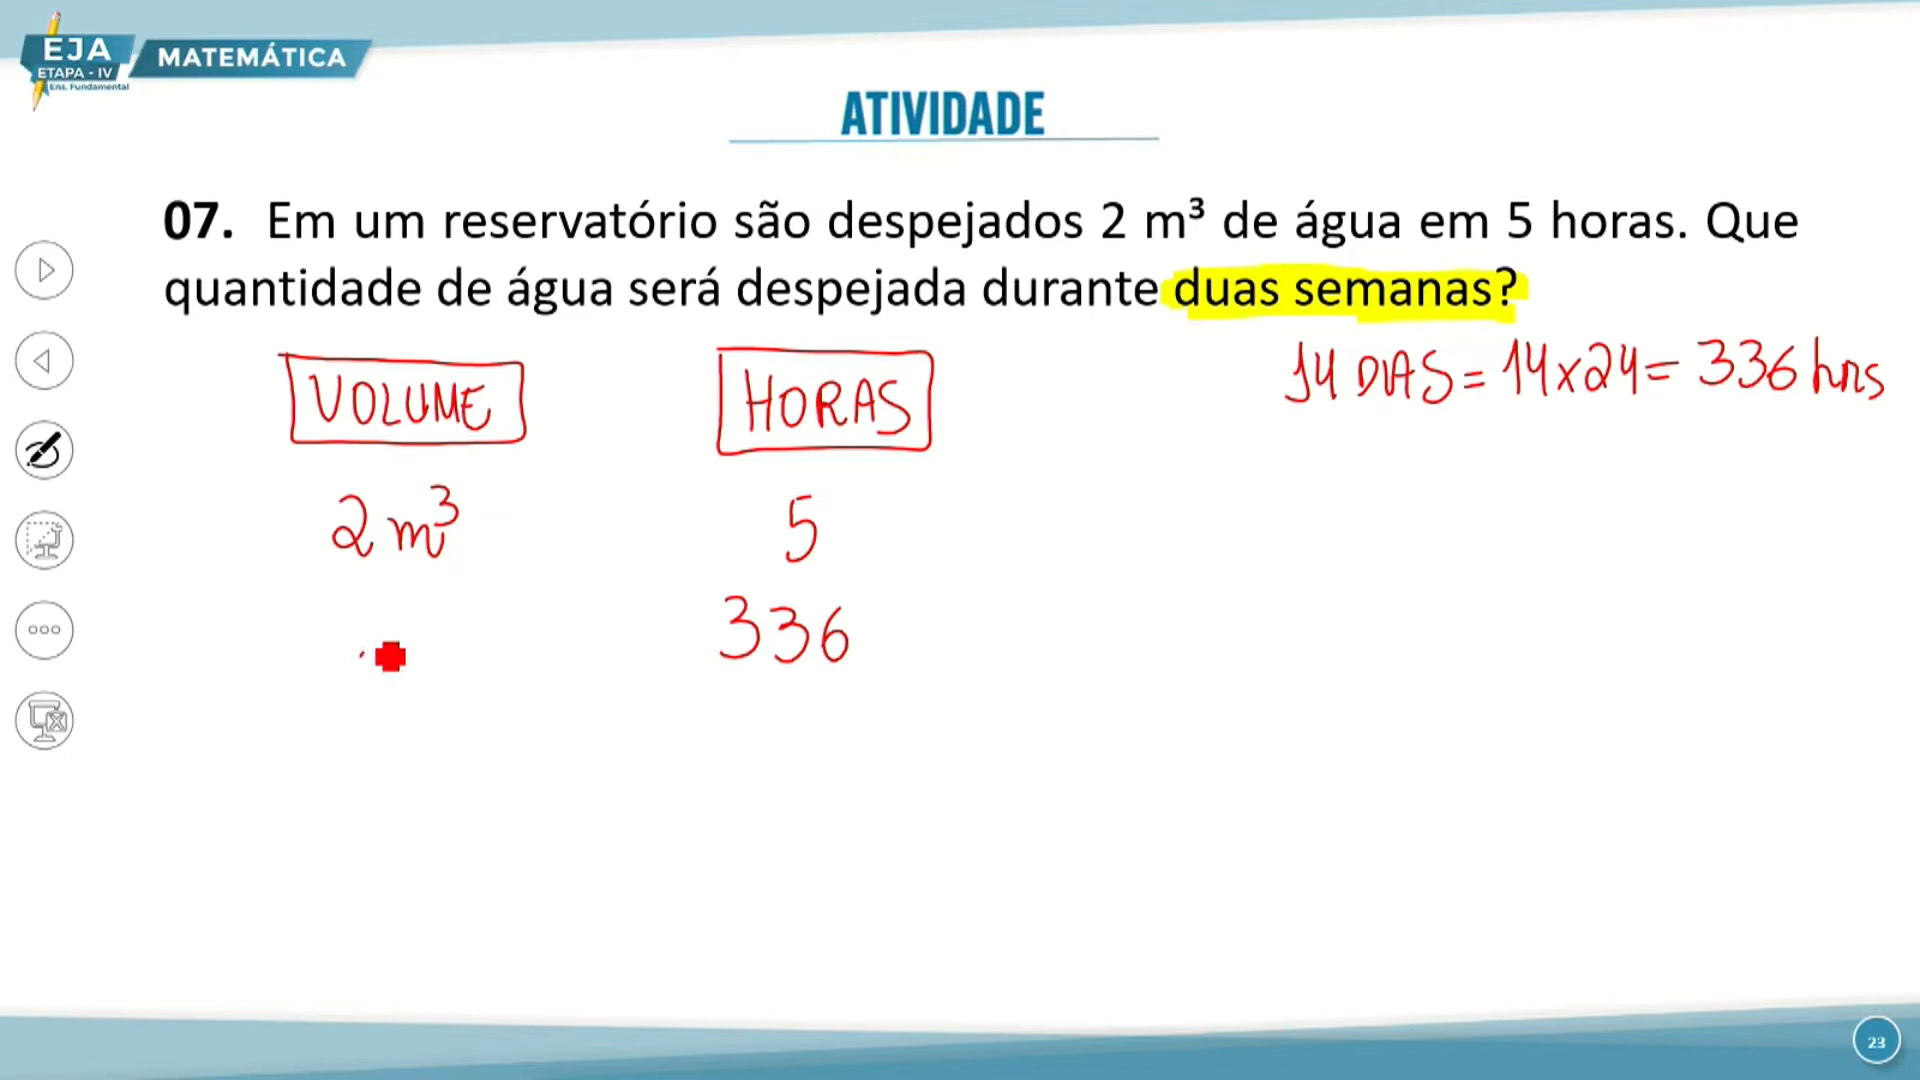 EJA
ETAPA - IV
Ens. Fundamental
MATEMÁTICA
ATIVIDADE
07. Em um reservatório são despejados 2 m³ de água em 5 horas. Que
quantidade de água será despejada durante duas semanas?
14 DIAS = 14x24 = 336 hrs
VOLUME HORAS
2 m³ 5
336
23